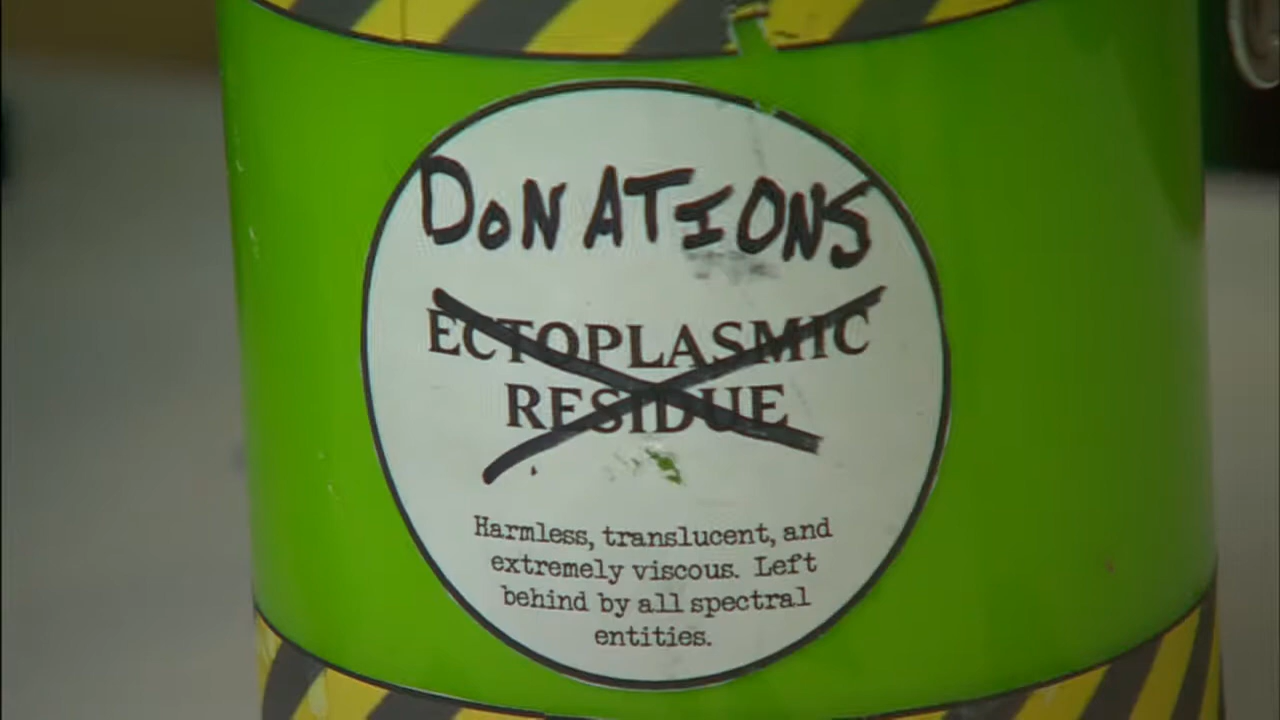 DoNATIONS
ECTOPLASMIC
RESIDUE
Harmless, translucent, and
extremely viscous. Left
behind by all spectral
entities.